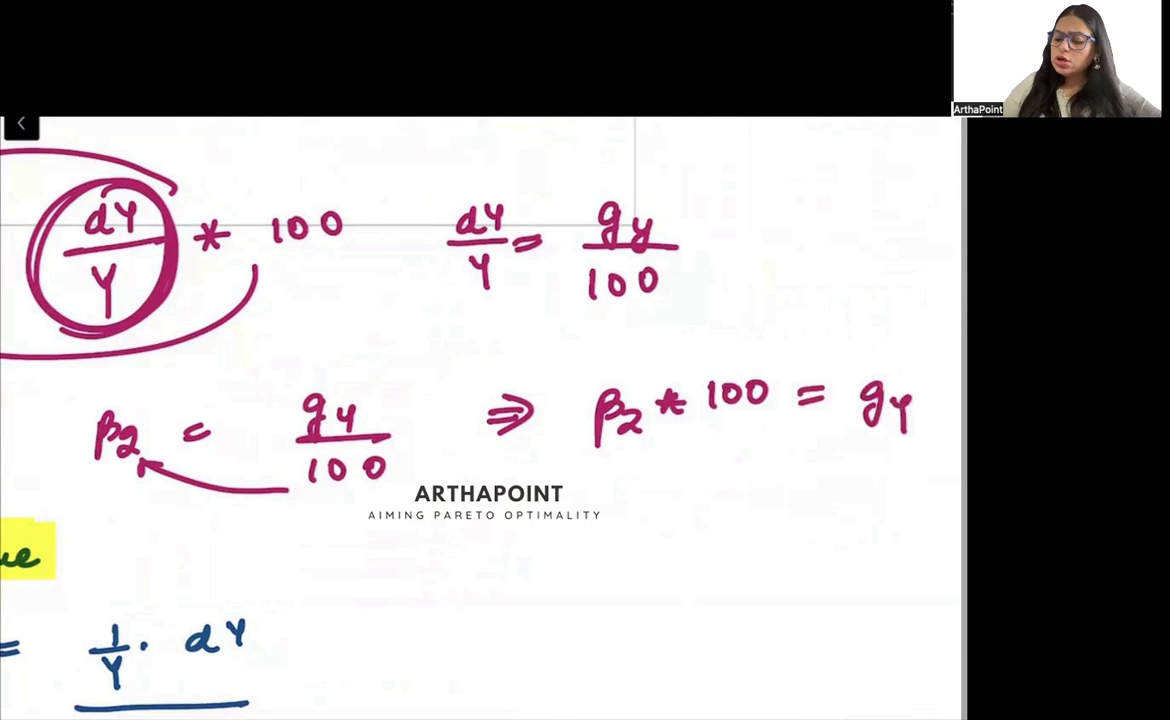 ArthaPoint
dY/Y * 100    dY/Y = gy/100
β2 = gy/100 ⇒ β2 * 100 = gY
ARTHAPOINT
AIMING PARETO OPTIMALITY
= 1/Y . dY